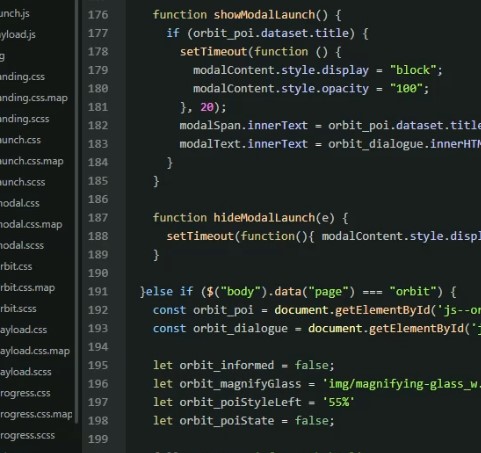 unch.js
yload.js
g
anding.css
anding.css.map
anding.scss
unch.css
aunch.css.map
aunch.scss
odal.css
odal.css.map
odal.scss
rbit.css
rbit.css.map
rbit.scss
ayload.css
ayload.css.map
ayload.scss
rogress.css
rogress.css.map
rogress.scss
176 function showModalLaunch() {
177 if (orbit_poi.dataset.title) {
178 setTimeout(function () {
179 modalContent.style.display = "block";
180 modalContent.style.opacity = "100";
181 }, 20);
182 modalSpan.innerText = orbit_poi.dataset.title
183 modalText.innerText = orbit_dialogue.innerHTM
184 }
185 }
186
187 function hideModalLaunch(e) {
188 setTimeout(function(){ modalContent.style.displ
189 }
190
191 }else if ($("body").data("page") === "orbit") {
192 const orbit_poi = document.getElementById('js--or
193 const orbit_dialogue = document.getElementById('j
194
195 let orbit_informed = false;
196 let orbit_magnifyGlass = 'img/magnifying-glass_w.
197 let orbit_poiStyleLeft = '55%'
198 let orbit_poiState = false;
199